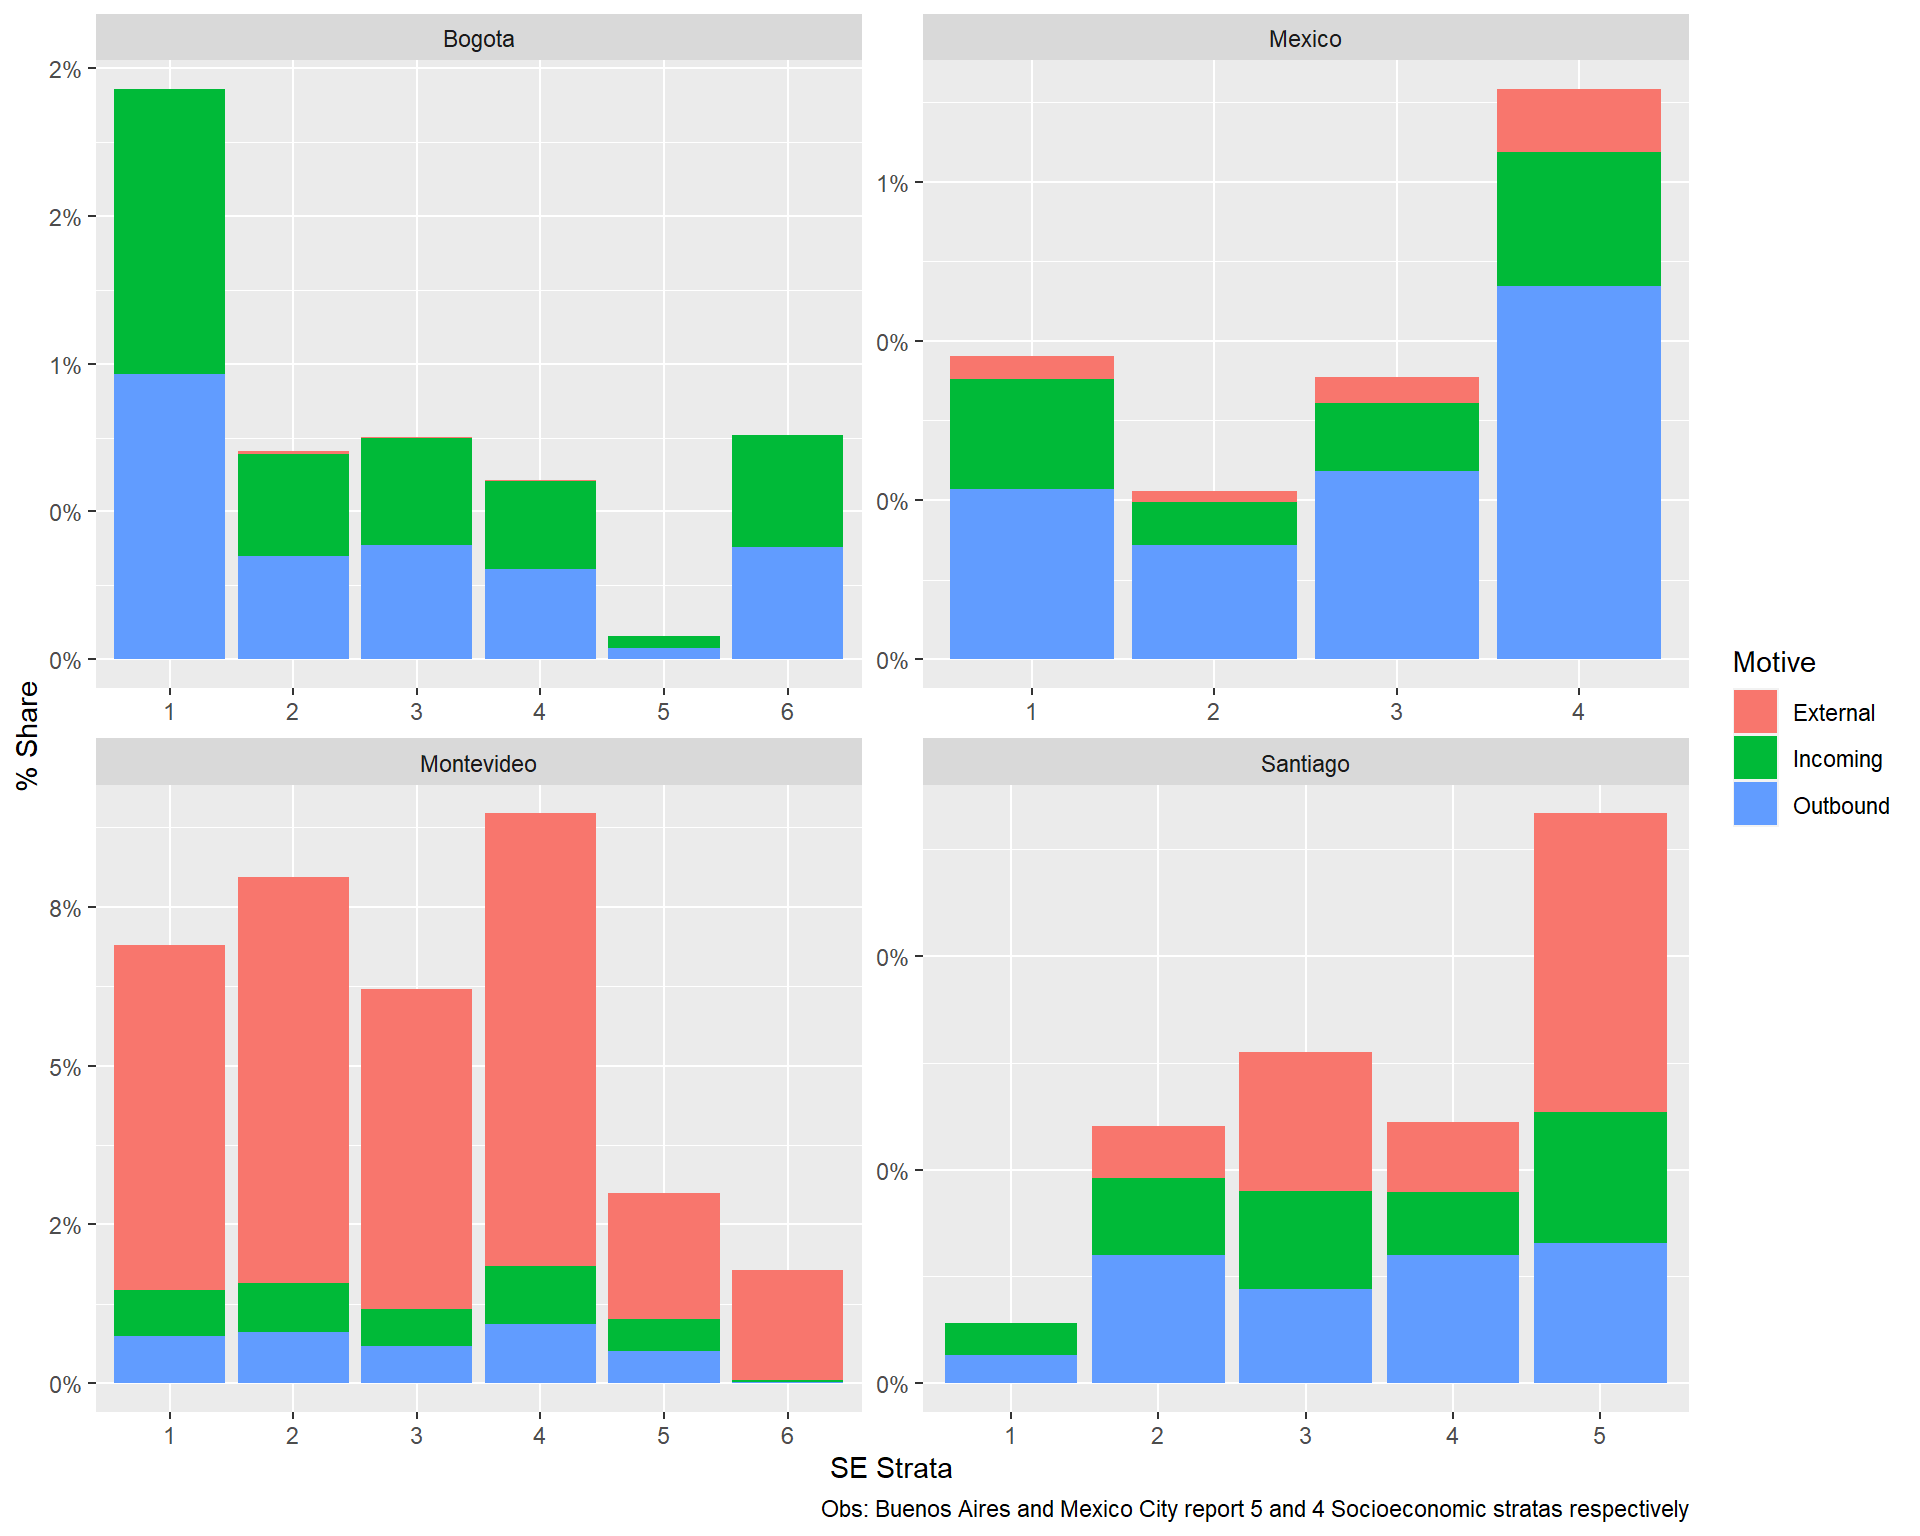 Bogota
Mexico
2%
2%
1%
0%
0%
1%
0%
0%
0%
1 2 3 4 5 6
1 2 3 4
% Share
Montevideo
Santiago
8%
5%
2%
0%
0%
0%
0%
1 2 3 4 5 6
1 2 3 4 5
SE Strata
Motive
External
Incoming
Outbound
Obs: Buenos Aires and Mexico City report 5 and 4 Socioeconomic stratas respectively